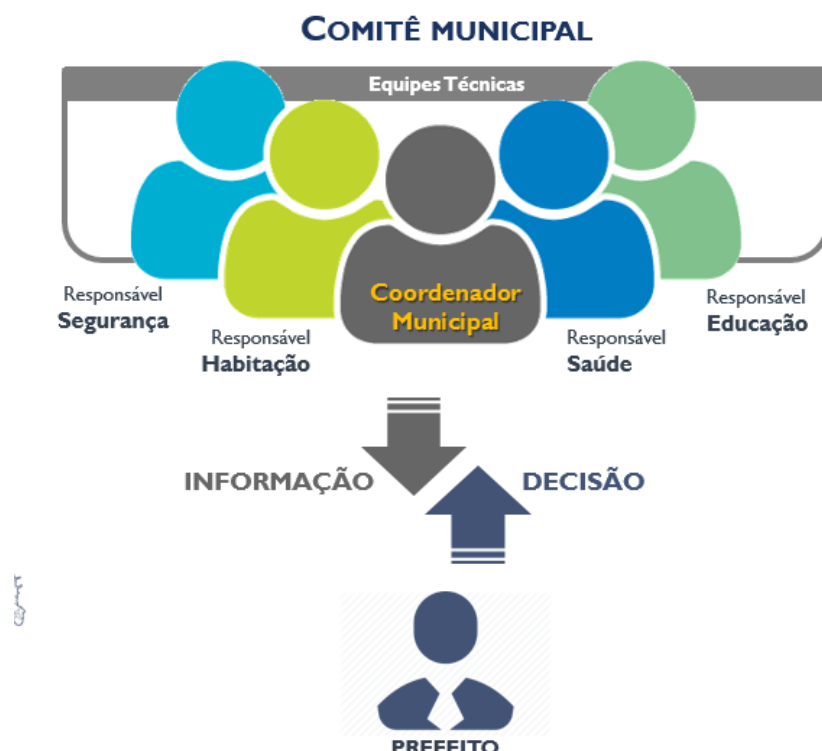 COMITÊ MUNICIPAL
Equipes Técnicas
Coordenador
Municipal
Responsável
Segurança
Responsável
Habitação
Responsável
Saúde
Responsável
Educação
INFORMAÇÃO
DECISÃO
PREFEITO